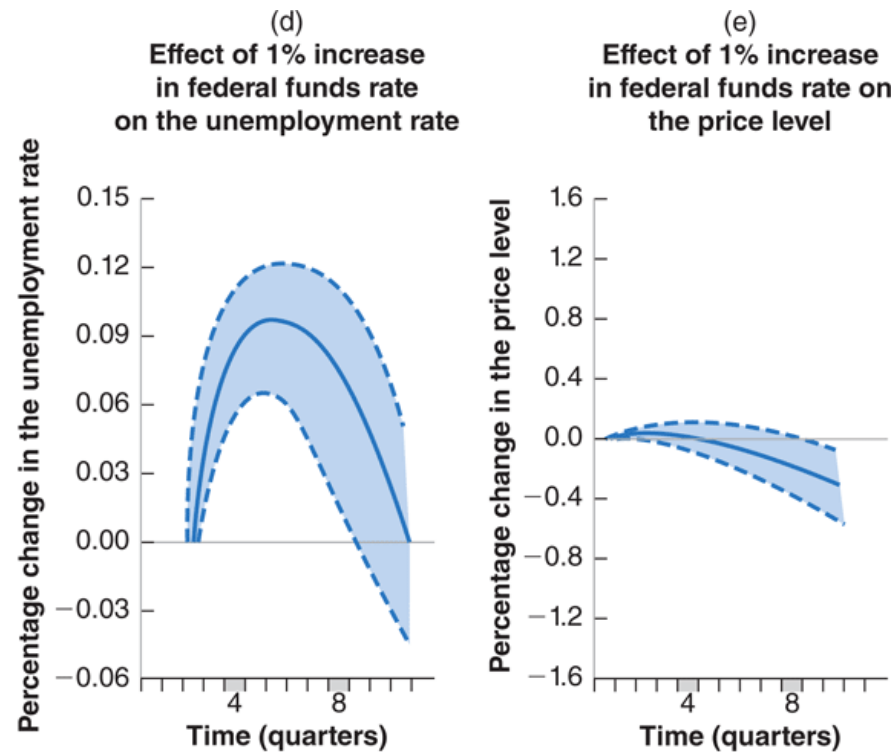 (d)
Effect of 1% increase
in federal funds rate
on the unemployment rate
Percentage change in the unemployment rate
0.15
0.12
0.09
0.06
0.03
0.00
−0.03
−0.06
4
8
Time (quarters)
(e)
Effect of 1% increase
in federal funds rate on
the price level
Percentage change in the price level
1.6
1.2
0.8
0.4
0.0
−0.4
−0.8
−1.2
−1.6
4
8
Time (quarters)